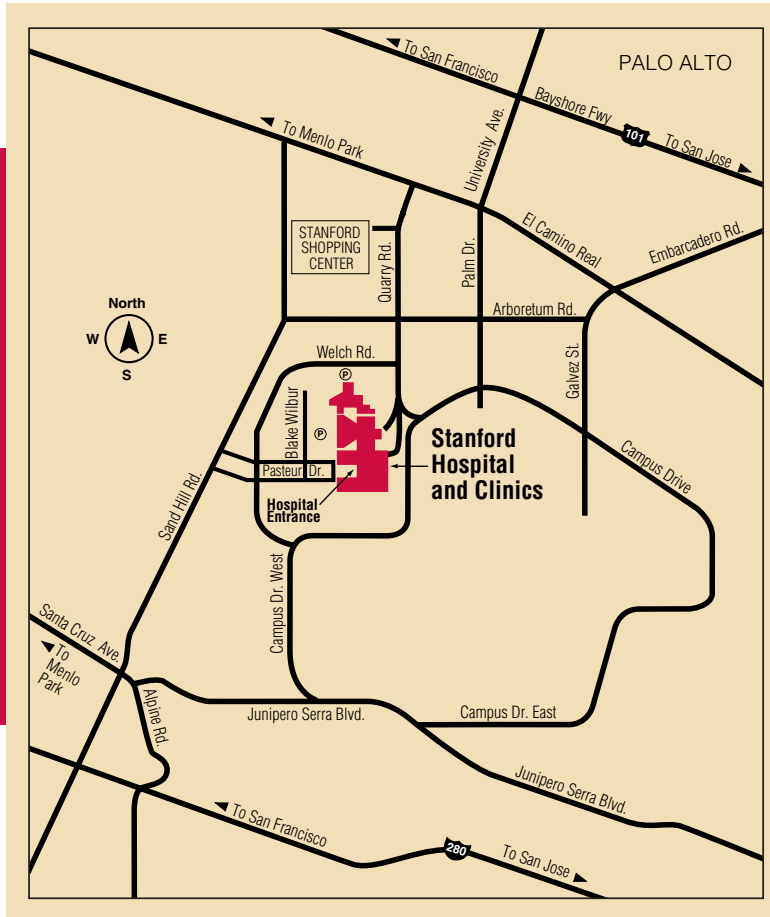 To San Francisco
PALO ALTO
Bayshore Fwy
101
To San Jose
To Menlo Park
University Ave.
El Camino Real
Embarcadero Rd.
STANFORD
SHOPPING
CENTER
Quarry Rd.
Palm Dr.
North
W
E
S
Arboretum Rd.
Galvez St.
Welch Rd.
P
Blake Wilbur
P
Stanford
Hospital
and Clinics
Campus Drive
Pasteur Dr.
Hospital
Entrance
Sand Hill Rd.
Campus Dr. West
Santa Cruz Ave.
To
Menlo
Park
Alpine Rd.
Junipero Serra Blvd.
Campus Dr. East
Junipero Serra Blvd.
To San Francisco
280
To San Jose